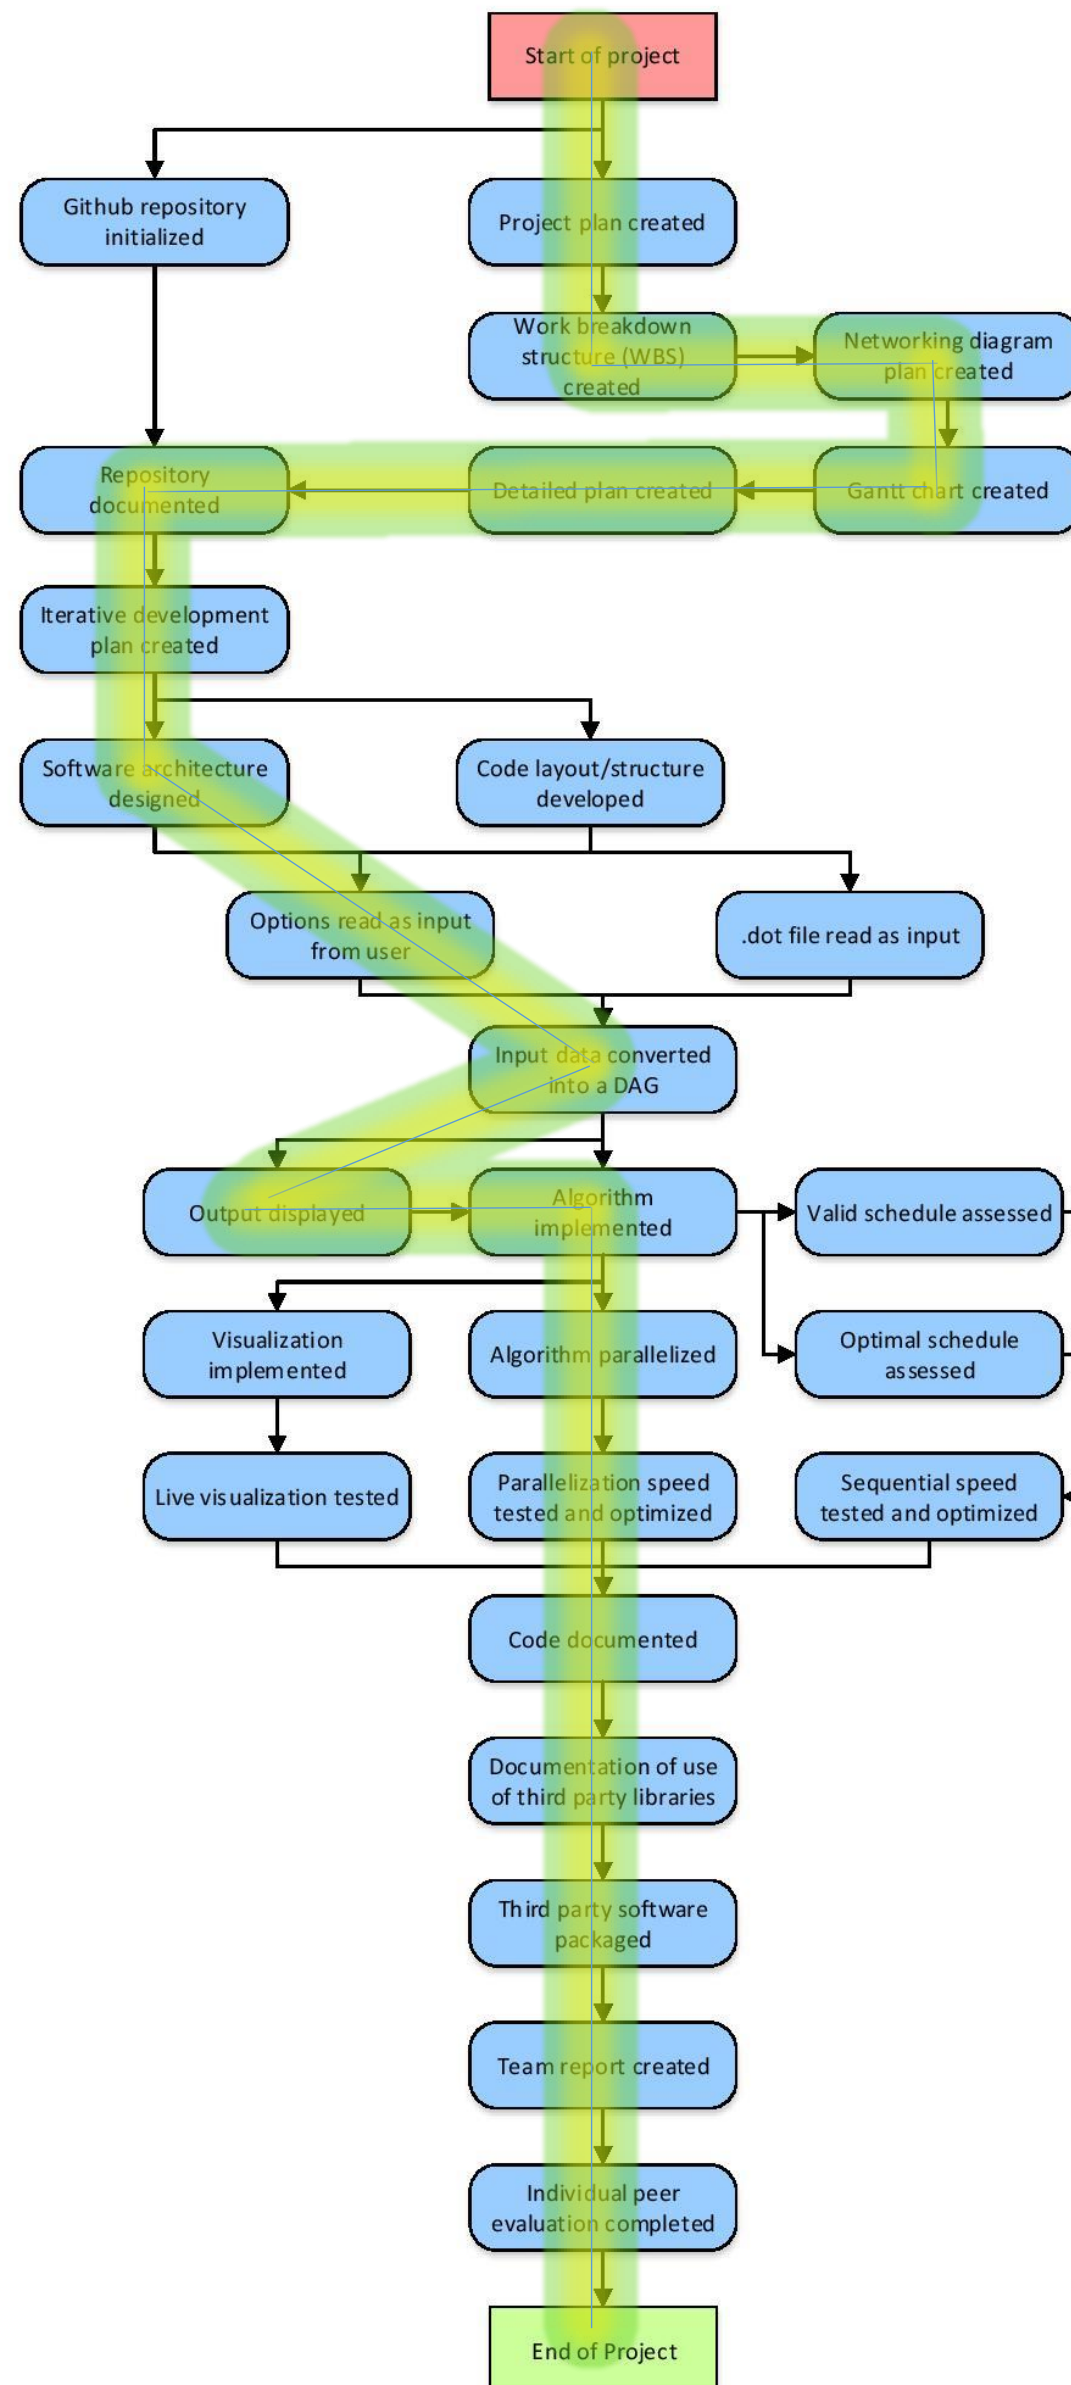 Start of project
Github repository
initialized
Project plan created
Work breakdown
structure (WBS)
created
Networking diagram
plan created
Repository
documented
Detailed plan created
Gantt chart created
Iterative development
plan created
Software architecture
designed
Code layout/structure
developed
Options read as input
from user
.dot file read as input
Input data converted
into a DAG
Output displayed
Algorithm
implemented
Valid schedule assessed
Visualization
implemented
Algorithm parallelized
Optimal schedule
assessed
Live visualization tested
Parallelization speed
tested and optimized
Sequential speed
tested and optimized
Code documented
Documentation of use
of third party libraries
Third party software
packaged
Team report created
Individual peer
evaluation completed
End of Project